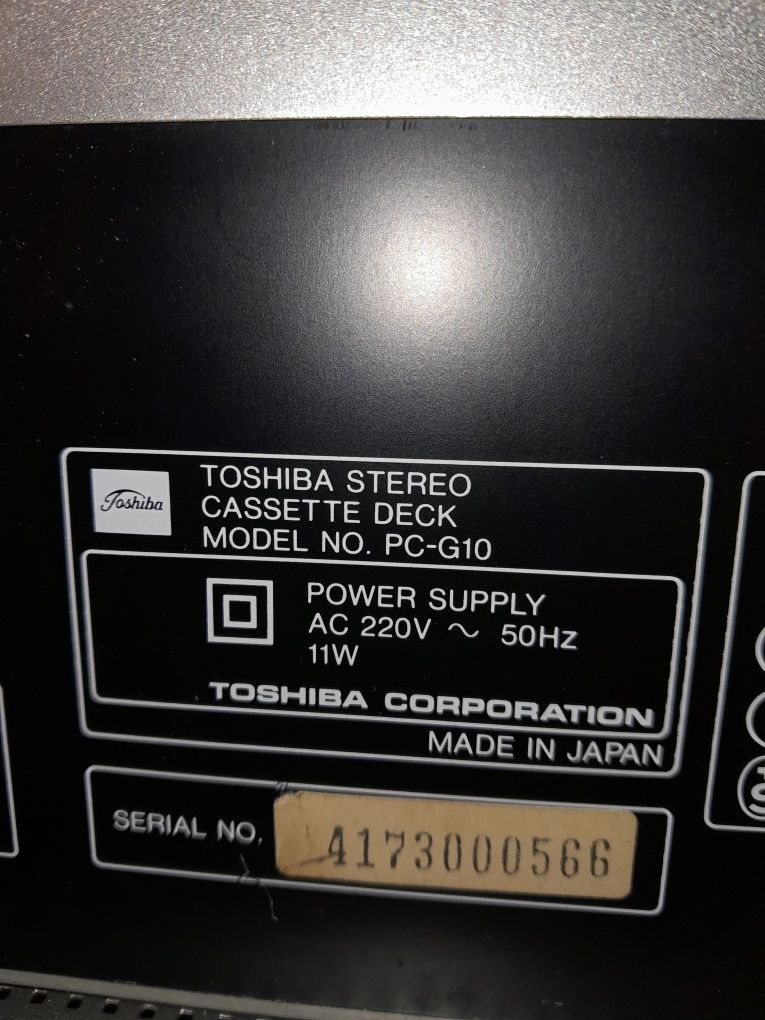 Toshiba
TOSHIBA STEREO
CASSETTE DECK
MODEL NO. PC-G10
POWER SUPPLY
AC 220V ~ 50Hz
11W
TOSHIBA CORPORATION
MADE IN JAPAN
SERIAL NO. 4173000566